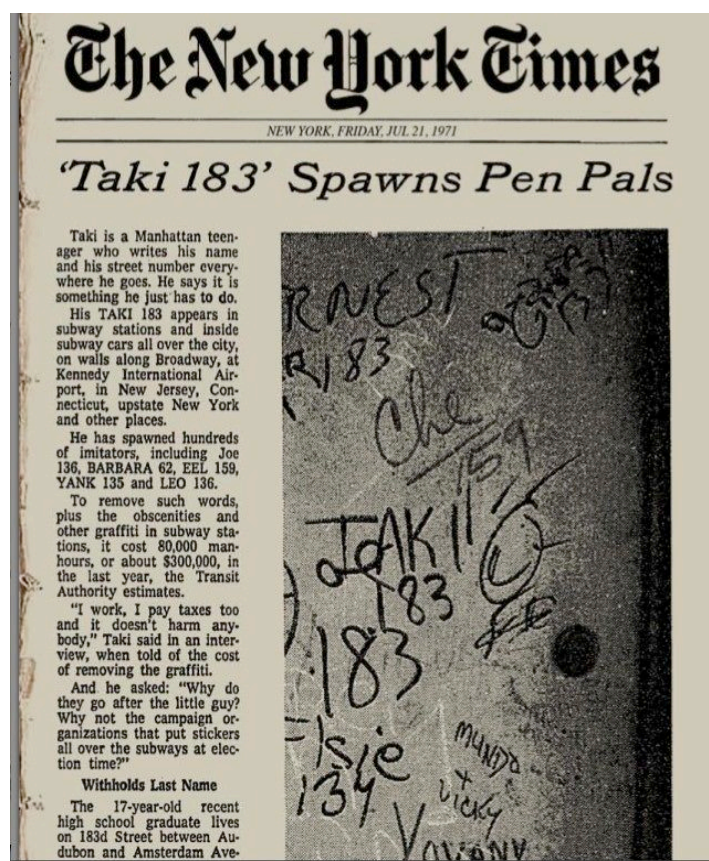 The New York Times
NEW YORK, FRIDAY, JUL 21, 1971
‘Taki 183’ Spawns Pen Pals
Taki is a Manhattan teen-
ager who writes his name
and his street number every-
where he goes. He says it is
something he just has to do.
His TAKI 183 appears in
subway stations and inside
subway cars all over the city,
on walls along Broadway, at
Kennedy International Air-
port, in New Jersey, Con-
necticut, upstate New York
and other places.
He has spawned hundreds
of imitators, including Joe
136, BARBARA 62, EEL 159,
YANK 135 and LEO 136.
To remove such words,
plus the obscenities and
other graffiti in subway sta-
tions, it cost 80,000 man-
hours, or about $300,000, in
the last year, the Transit
Authority estimates.
“I work, I pay taxes too
and it doesn’t harm any-
body,” Taki said in an inter-
view, when told of the cost
of removing the graffiti.
And he asked: “Why do
they go after the little guy?
Why not the campaign or-
ganizations that put stickers
all over the subways at elec-
tion time?”
Withholds Last Name
The 17-year-old recent
high school graduate lives
on 183d Street between Au-
dubon and Amsterdam Ave-
RNEST
183
Che
159
TAKI
183
183
lsie
134
MUNDO
+
VICKY